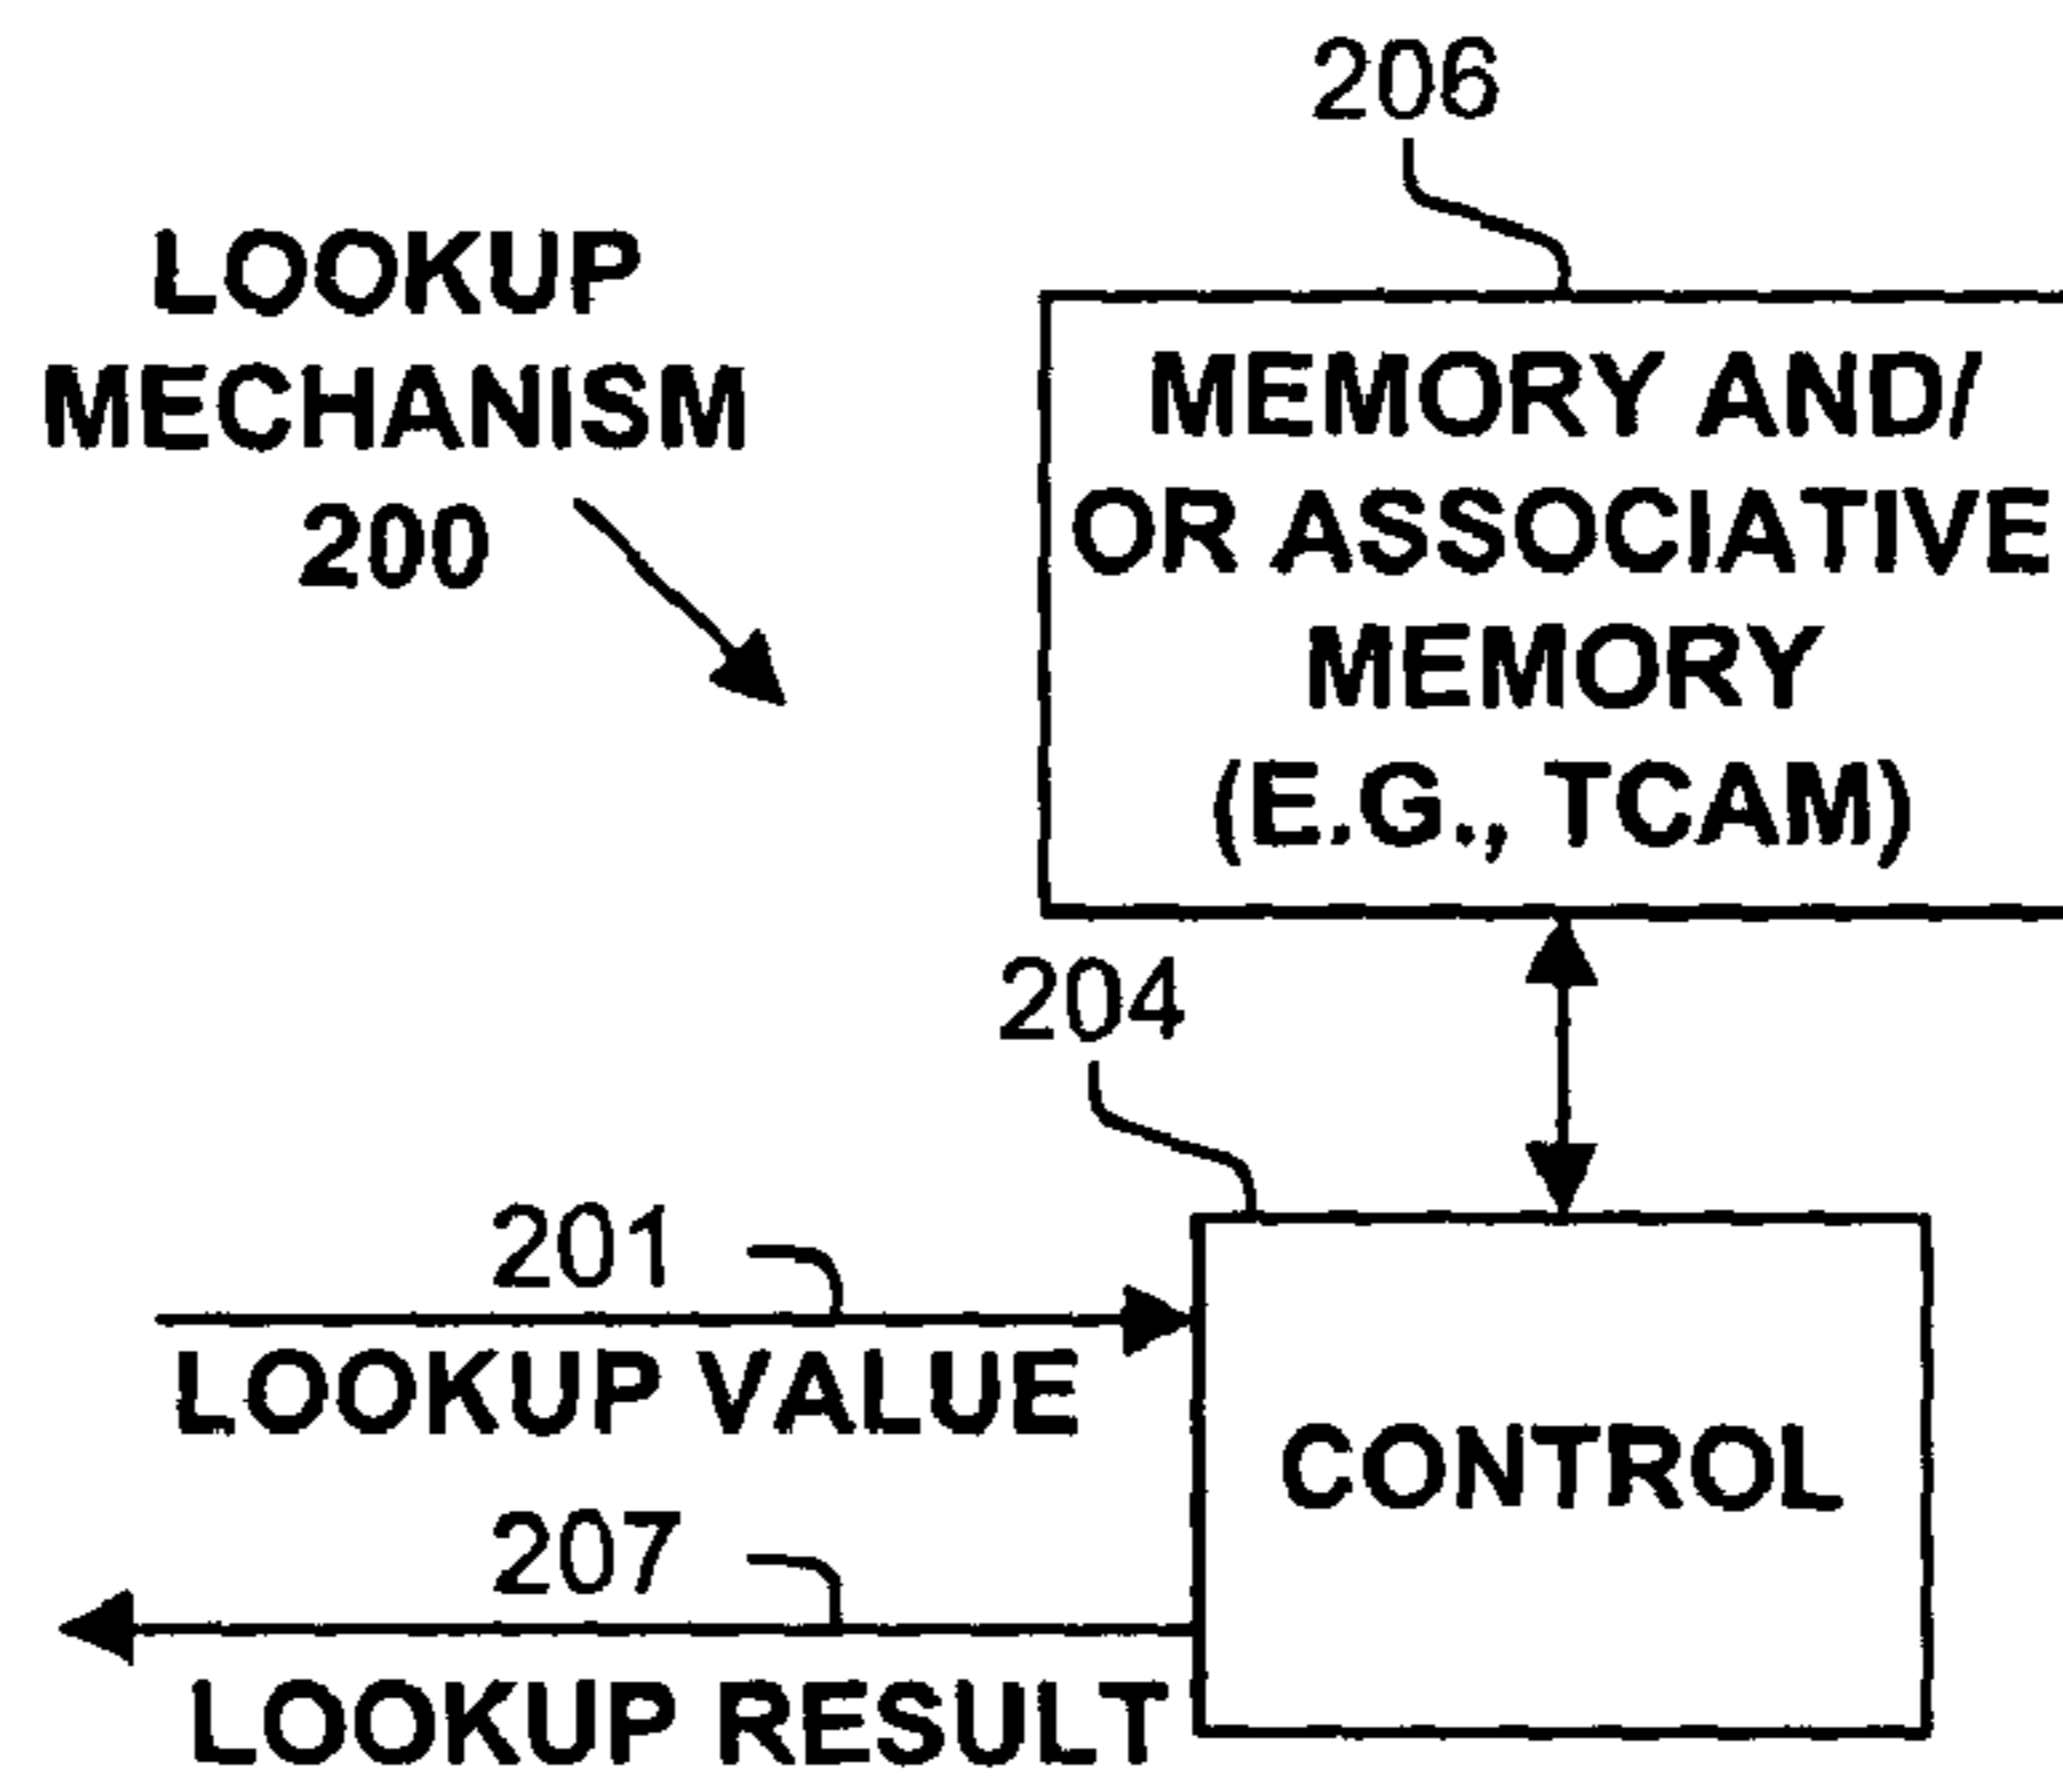 206
LOOKUP
MECHANISM
200
MEMORY AND/
OR ASSOCIATIVE
MEMORY
(E.G., TCAM)
204
201
LOOKUP VALUE
CONTROL
207
LOOKUP RESULT